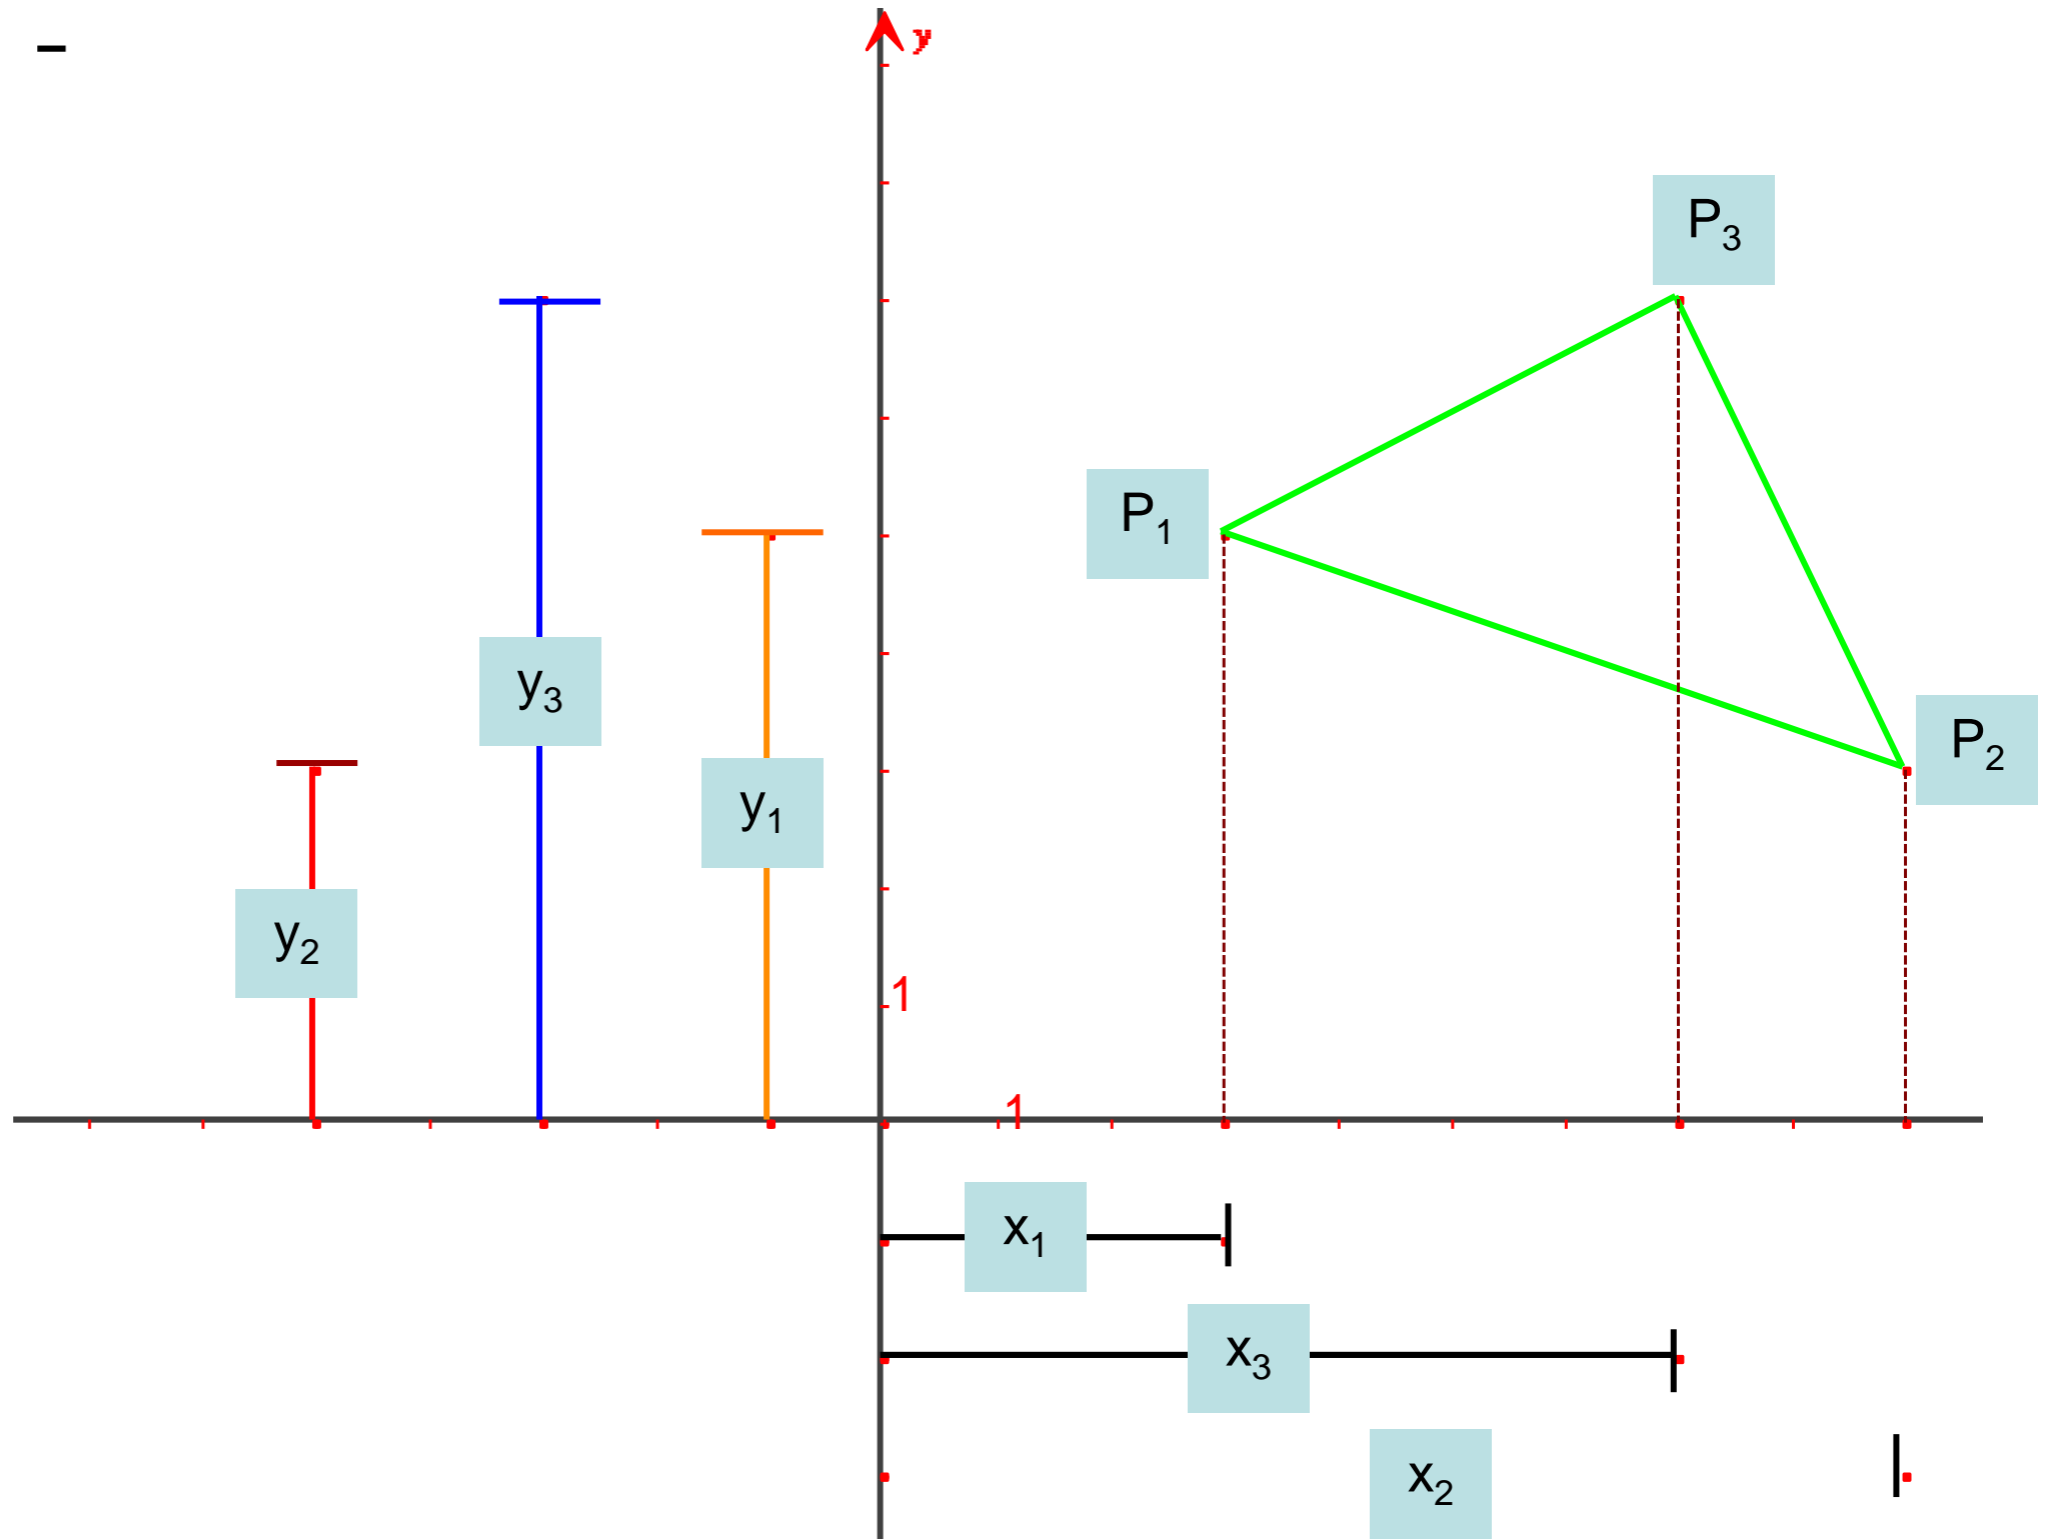 –
y
P₃
P₁
y₃
P₂
y₁
y₂
1
1
x₁
x₃
x₂